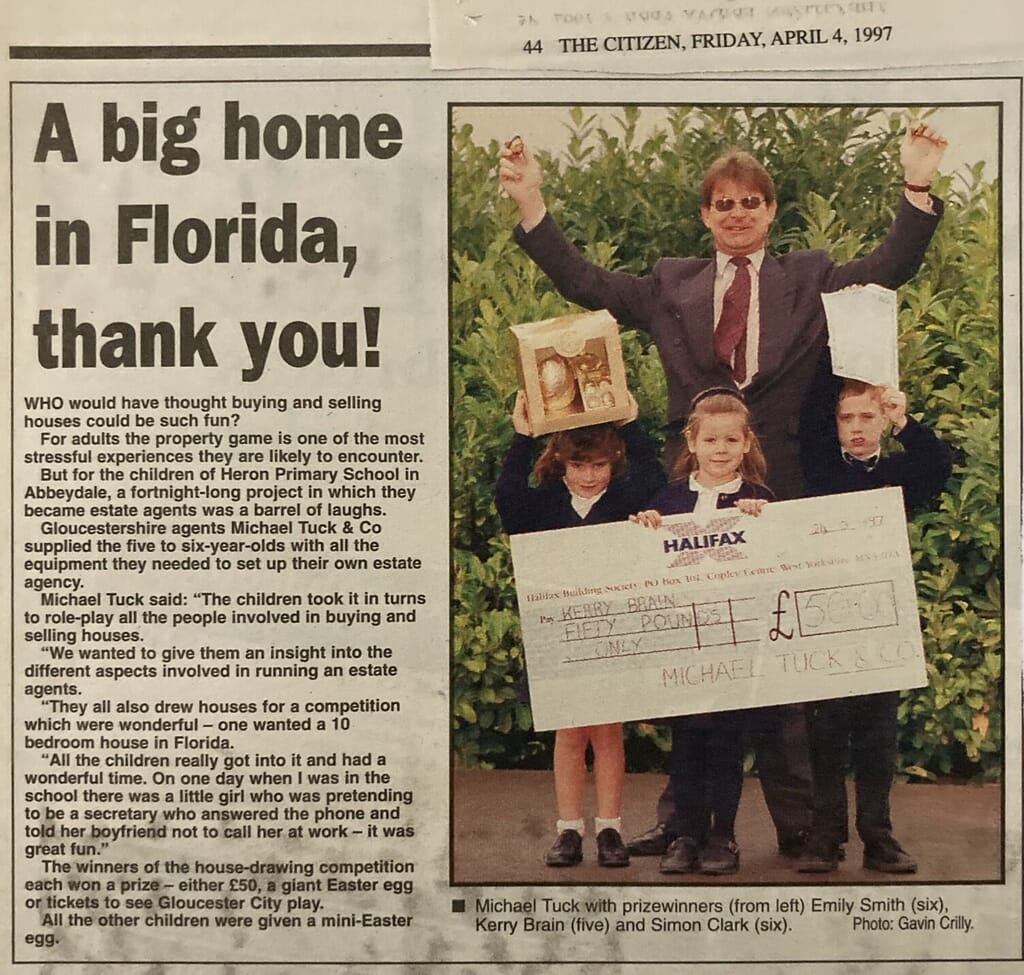 44 THE CITIZEN, FRIDAY, APRIL 4, 1997
A big home
in Florida,
thank you!
WHO would have thought buying and selling
houses could be such fun?
For adults the property game is one of the most
stressful experiences they are likely to encounter.
But for the children of Heron Primary School in
Abbeydale, a fortnight-long project in which they
became estate agents was a barrel of laughs.
Gloucestershire agents Michael Tuck & Co
supplied the five to six-year-olds with all the
equipment they needed to set up their own estate
agency.
Michael Tuck said: “The children took it in turns
to role-play all the people involved in buying and
selling houses.
“We wanted to give them an insight into the
different aspects involved in running an estate
agents.
“They all also drew houses for a competition
which were wonderful – one wanted a 10
bedroom house in Florida.
“All the children really got into it and had a
wonderful time. On one day when I was in the
school there was a little girl who was pretending
to be a secretary who answered the phone and
told her boyfriend not to call her at work – it was
great fun.”
The winners of the house-drawing competition
each won a prize – either £50, a giant Easter egg
or tickets to see Gloucester City play.
All the other children were given a mini-Easter
egg.
HALIFAX
Halifax Building Society, PO Box 104, Copley Centre, West Yorkshire
Pay KERRY BRAIN
FIFTY POUNDS
ONLY
£
MICHAEL TUCK & CO.
Michael Tuck with prizewinners (from left) Emily Smith (six),
Kerry Brain (five) and Simon Clark (six).
Photo: Gavin Crilly.